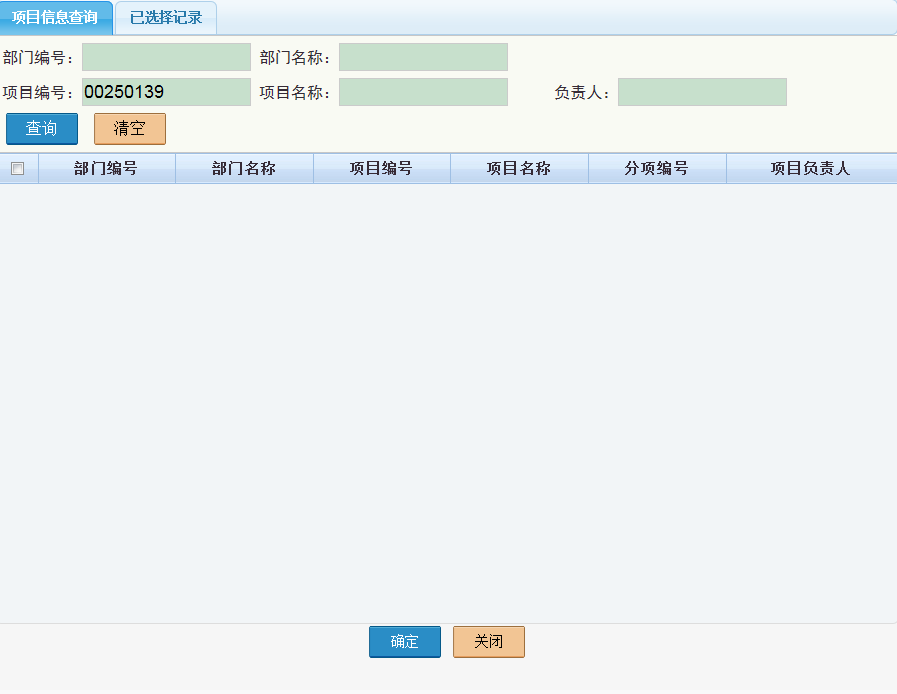 项目信息查询 已选择记录
部门编号： 部门名称：
项目编号：00250139 项目名称： 负责人：
查询 清空
部门编号 部门名称 项目编号 项目名称 分项编号 项目负责人
确定 关闭